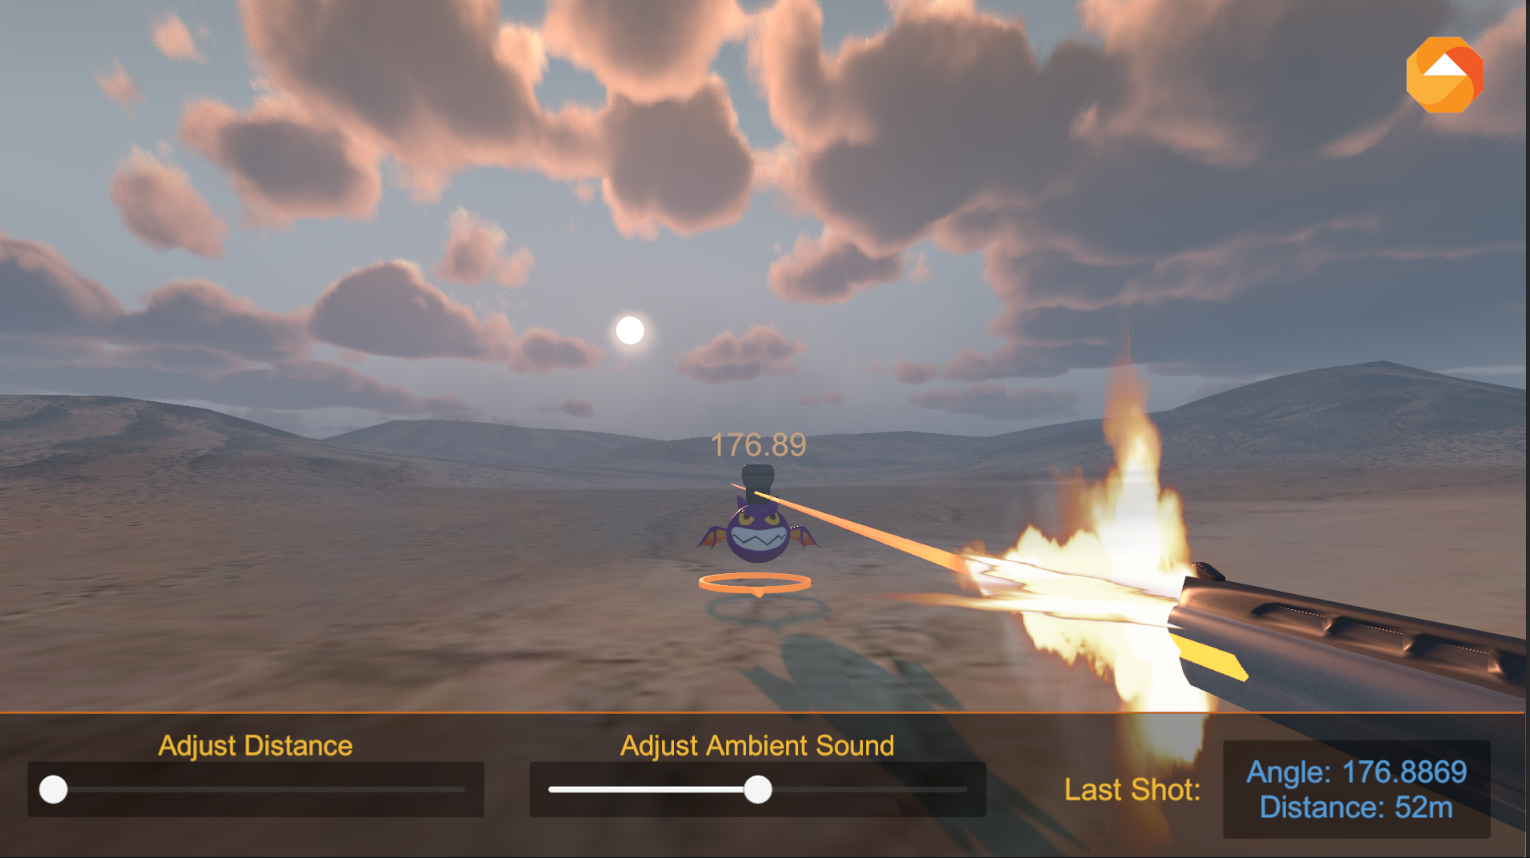 176.89
Adjust Distance
Adjust Ambient Sound
Last Shot:
Angle: 176.8869
Distance: 52m